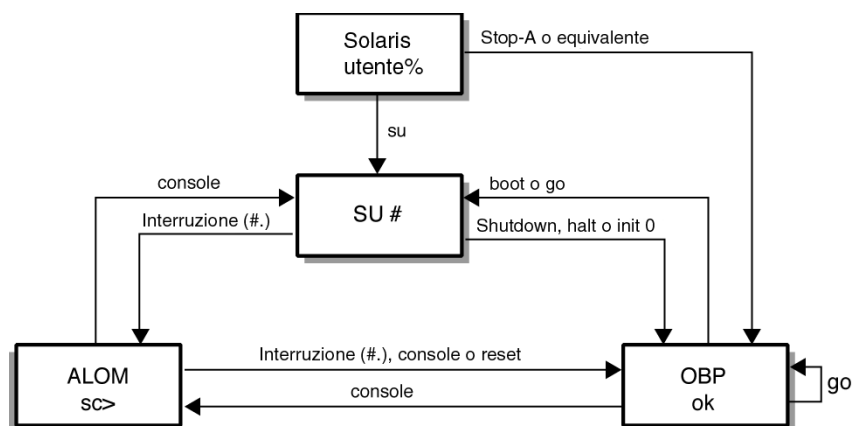 Solaris
utente%
Stop-A o equivalente
su
console
boot o go
SU #
Interruzione (#.)
Shutdown, halt o init 0
ALOM
sc>
Interruzione (#.), console o reset
console
OBP
ok
go